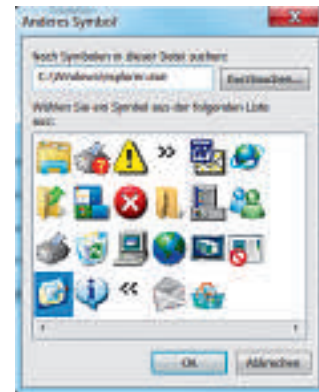 Anderes Symbol
Nach Symbolen in dieser Datei suchen:
C:\Windows\explorer.exe
Durchsuchen...
Wählen Sie ein Symbol aus der folgenden Liste
aus:
OK
Abbrechen